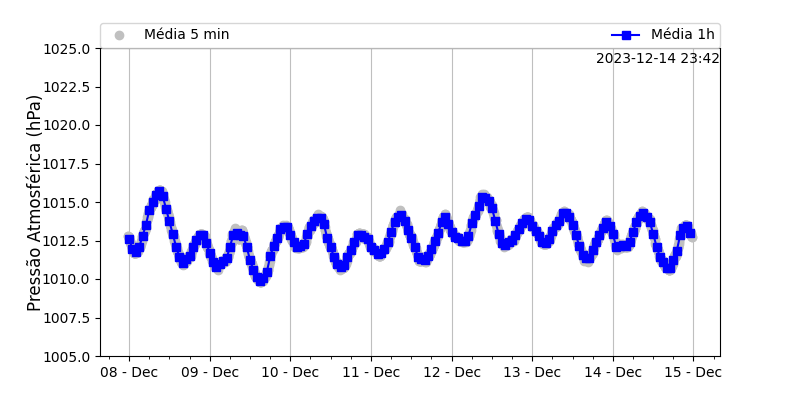 Média 5 min
Média 1h
2023-12-14 23:42
Pressão Atmosférica (hPa)
1025.0
1022.5
1020.0
1017.5
1015.0
1012.5
1010.0
1007.5
1005.0
08 - Dec
09 - Dec
10 - Dec
11 - Dec
12 - Dec
13 - Dec
14 - Dec
15 - Dec